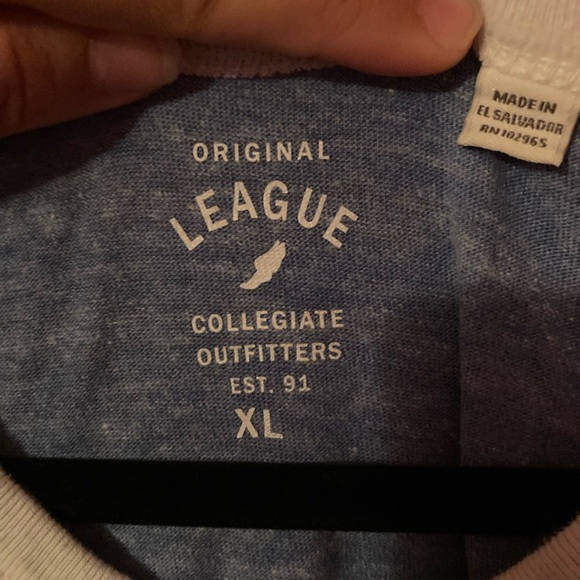 ORIGINAL
LEAGUE
COLLEGIATE
OUTFITTERS
EST. 91
XL
MADE IN
EL SALVADOR
RN 102965